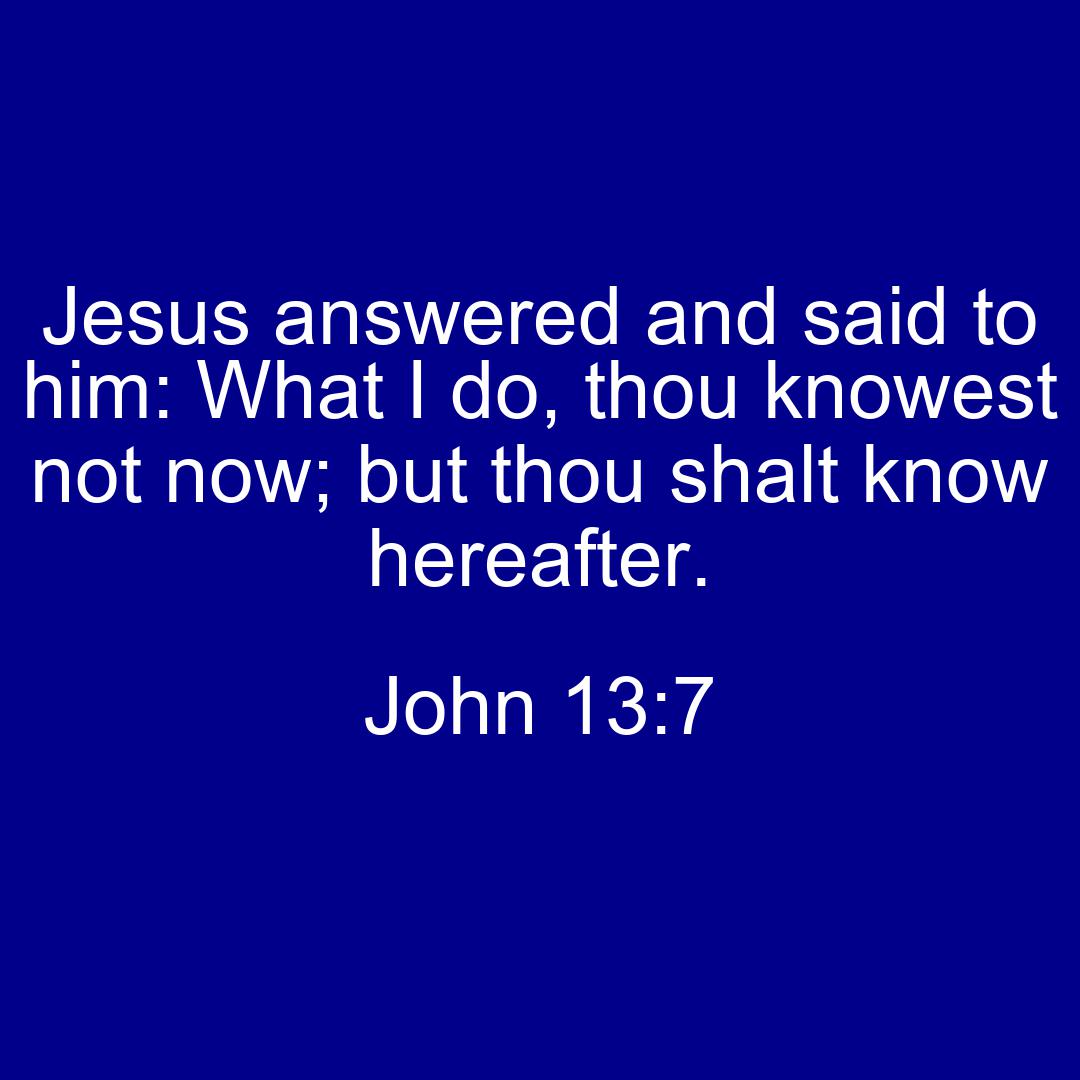 Jesus answered and said to
him: What I do, thou knowest
not now; but thou shalt know
hereafter.
John 13:7